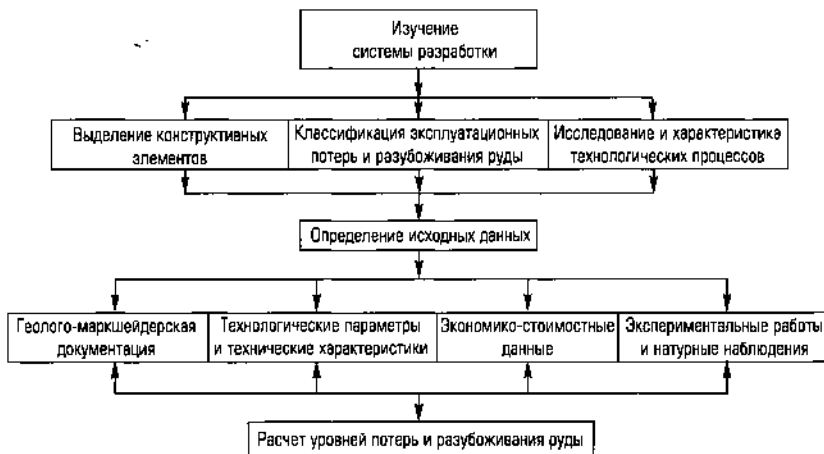 Изучение
системы разработки
Выделение конструктивных
элементов
Классификация эксплуатационных
потерь и разубоживания руды
Исследование и характеристика
технологических процессов
Определение исходных данных
Геолого-маркшейдерская
документация
Технологические параметры
и технические характеристики
Экономико-стоимостные
данные
Экспериментальные работы
и натурные наблюдения
Расчет уровней потерь и разубоживания руды